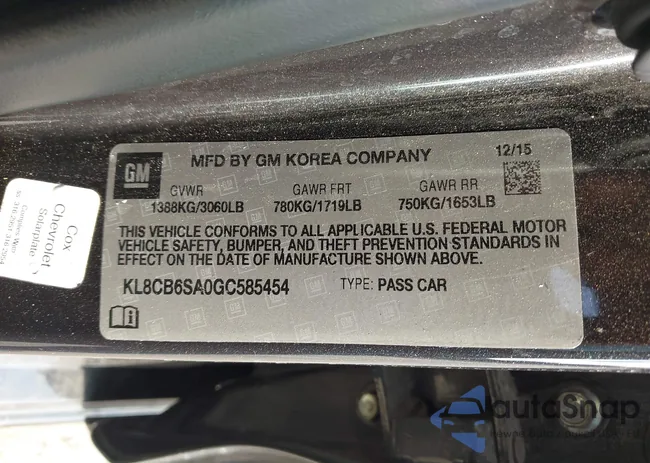 GM
MFD BY GM KOREA COMPANY
12/15
GVWR
1388KG/3060LB
GAWR FRT
780KG/1719LB
GAWR RR
750KG/1653LB
THIS VEHICLE CONFORMS TO ALL APPLICABLE U.S. FEDERAL MOTOR
VEHICLE SAFETY, BUMPER, AND THEFT PREVENTION STANDARDS IN
EFFECT ON THE DATE OF MANUFACTURE SHOWN ABOVE.
KL8CB6SA0GC585454
TYPE: PASS CAR
Cox
Chevrolet
autoSnap